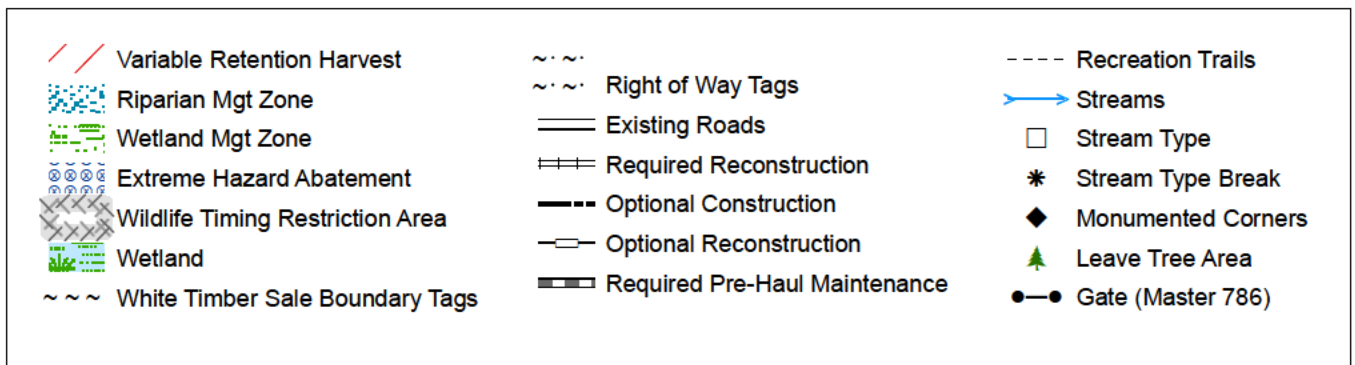 Variable Retention Harvest
Riparian Mgt Zone
Wetland Mgt Zone
Extreme Hazard Abatement
Wildlife Timing Restriction Area
Wetland
White Timber Sale Boundary Tags
Right of Way Tags
Existing Roads
Required Reconstruction
Optional Construction
Optional Reconstruction
Required Pre-Haul Maintenance
Recreation Trails
Streams
Stream Type
Stream Type Break
Monumented Corners
Leave Tree Area
Gate (Master 786)